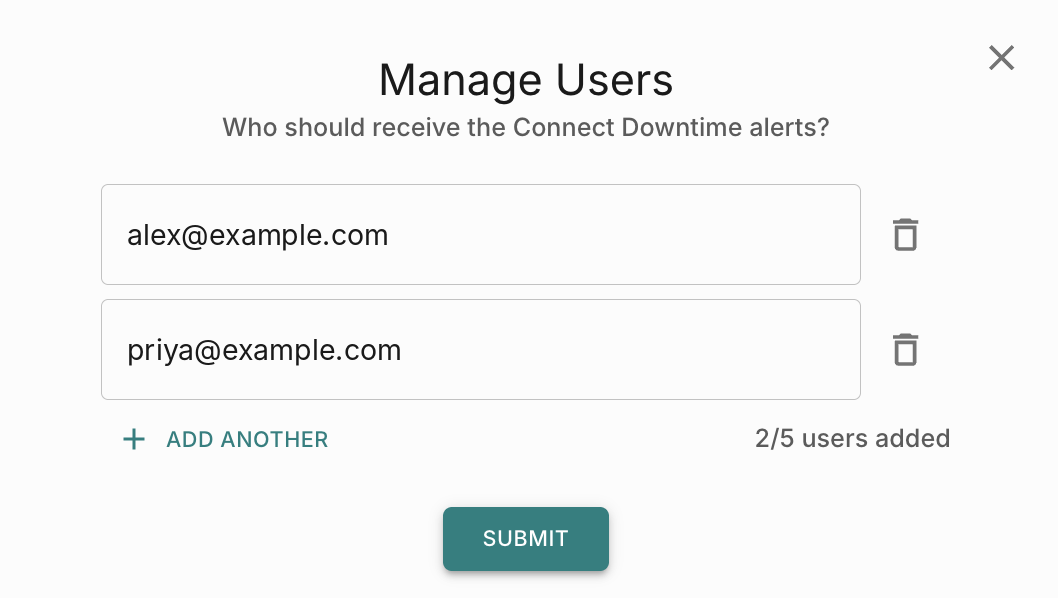 Manage Users
Who should receive the Connect Downtime alerts?
alex@example.com
priya@example.com
ADD ANOTHER
2/5 users added
SUBMIT